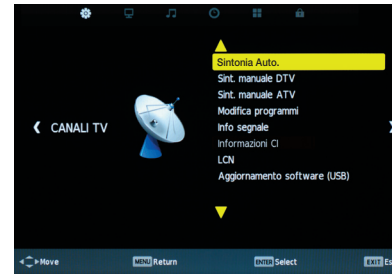 Sintonia Auto.
Sint. manuale DTV
Sint. manuale ATV
Modifica programmi
CANALI TV
Info segnale
Informazioni CI
LCN
Aggiornamento software (USB)
Move
MENU Return
ENTER Select
EXIT Es